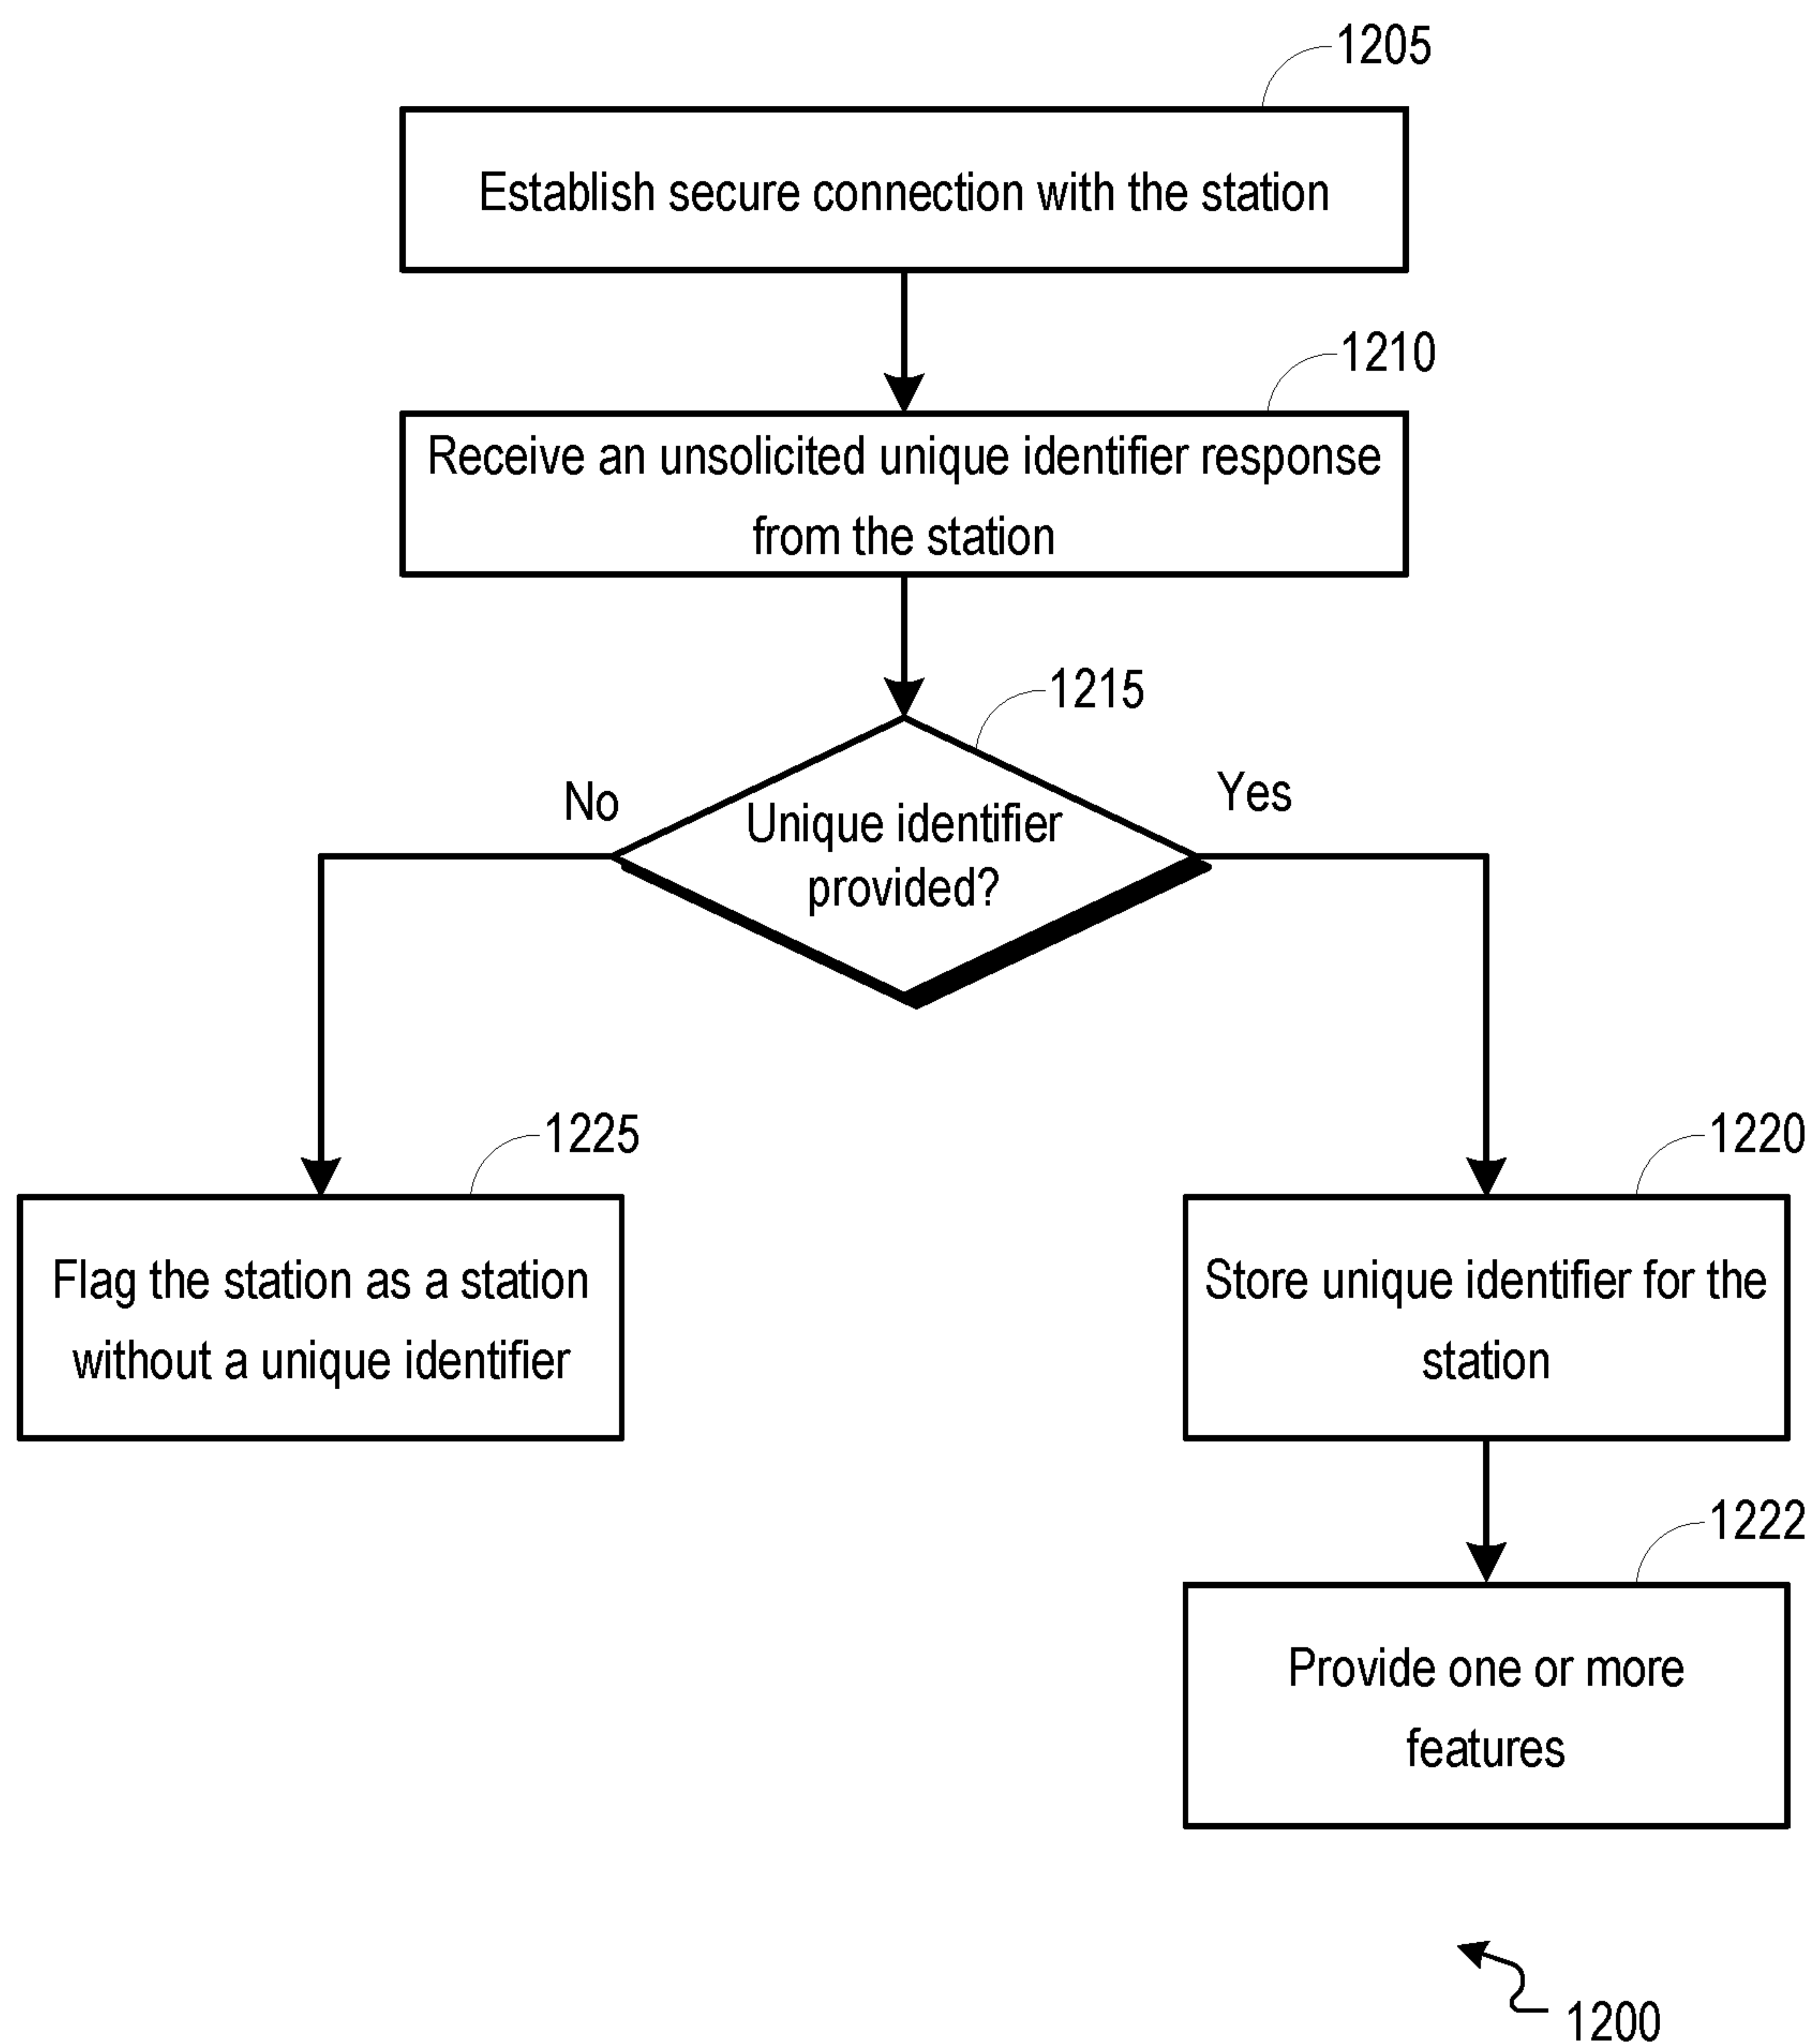 1205
Establish secure connection with the station
1210
Receive an unsolicited unique identifier response
from the station
1215
No
Yes
Unique identifier
provided?
1225
1220
Flag the station as a station
without a unique identifier
Store unique identifier for the
station
1222
Provide one or more
features
1200